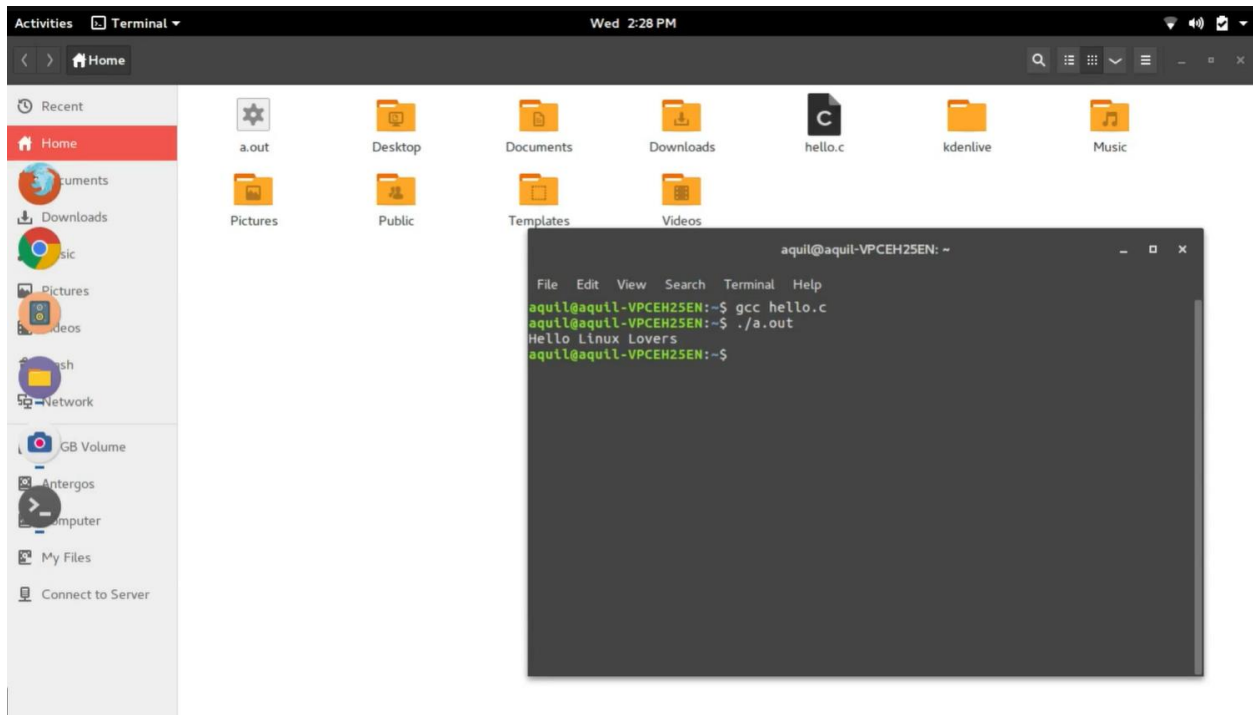 Activities Terminal Wed 2:28 PM
Home
Recent
Home
cuments
Downloads
sic
Pictures
deos
sh
Network
GB Volume
Antergos
mputer
My Files
Connect to Server
a.out Desktop Documents Downloads hello.c kdenlive Music
Pictures Public Templates Videos
aquil@aquil-VPCEH25EN: ~
File Edit View Search Terminal Help
aquil@aquil-VPCEH25EN:~$ gcc hello.c
aquil@aquil-VPCEH25EN:~$ ./a.out
Hello Linux Lovers
aquil@aquil-VPCEH25EN:~$